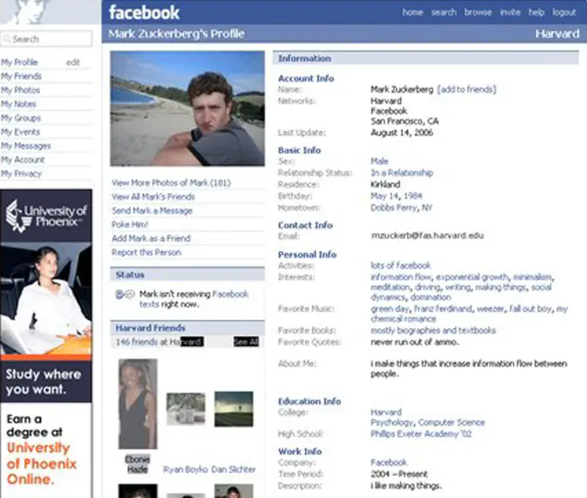 facebook
home search browse invite help logout
Mark Zuckerberg's Profile
Harvard
Search
My Profile edit
My Friends
My Photos
My Notes
My Groups
My Events
My Messages
My Account
My Privacy
University of
Phoenix
Study where
you want.
Earn a
degree at
University
of Phoenix
Online.
View More Photos of Mark (181)
View All Mark's Friends
Send Mark a Message
Poke Him!
Add Mark as a Friend
Report this Person
Status
Mark isn't receiving Facebook
texts right now.
Harvard Friends
146 friends at Harvard
See All
Ebonie
Hazle
Ryan Boyko
Dan Slichter
Information
Account Info
Name: Mark Zuckerberg [add to friends]
Networks: Harvard
Facebook
San Francisco, CA
Last Update: August 14, 2006
Basic Info
Sex: Male
Relationship Status: In a Relationship
Residence: Kirkland
Birthday: May 14, 1984
Hometown: Dobbs Ferry, NY
Contact Info
Email: mzuckerb@fas.harvard.edu
Personal Info
Activities: lots of facebook
Interests: information flow, exponential growth, minimalism,
meditation, driving, writing, making things, social
dynamics, domination
Favorite Music: green day, franz ferdinand, weezer, fall out boy, my
chemical romance
Favorite Books: mostly biographies and textbooks
Favorite Quotes: never run out of ammo.
About Me: i make things that increase information flow between
people.
Education Info
College: Harvard
Psychology, Computer Science
High School: Phillips Exeter Academy '02
Work Info
Company: Facebook
Time Period: 2004 - Present
Description: i like making things.